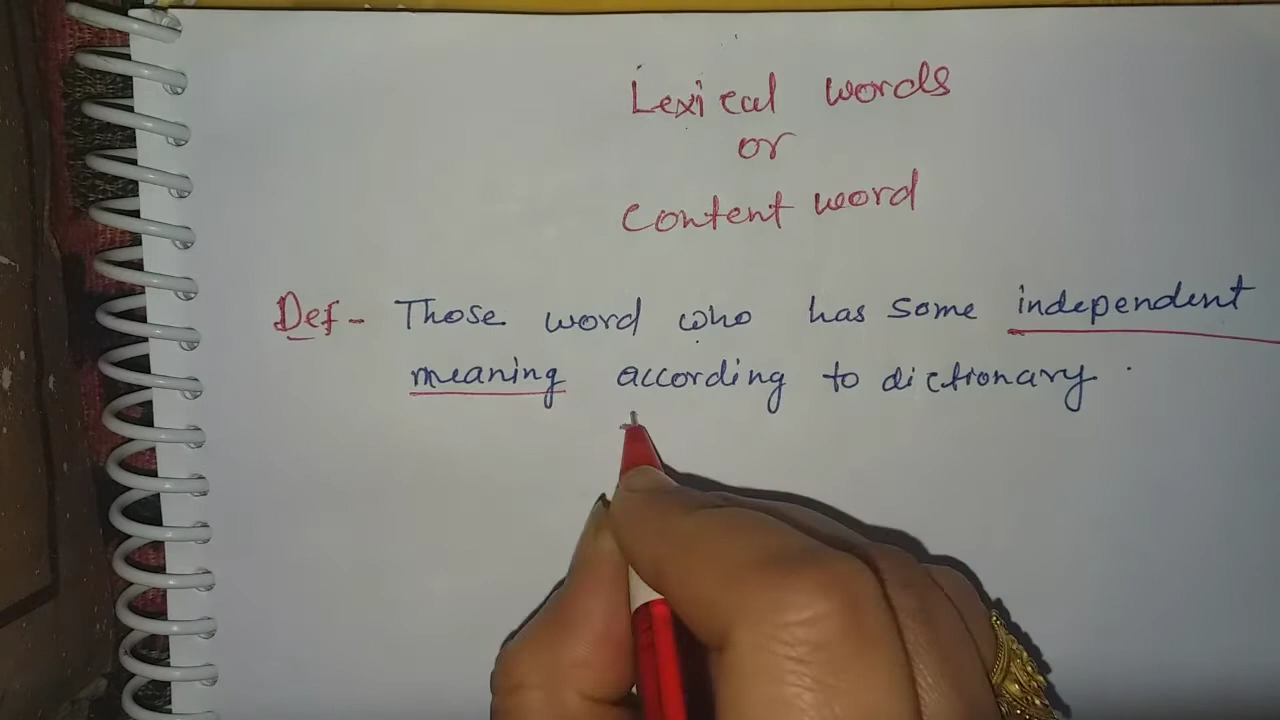 Lexical words
or
Content word
Def- Those word who has some independent
meaning according to dictionary.